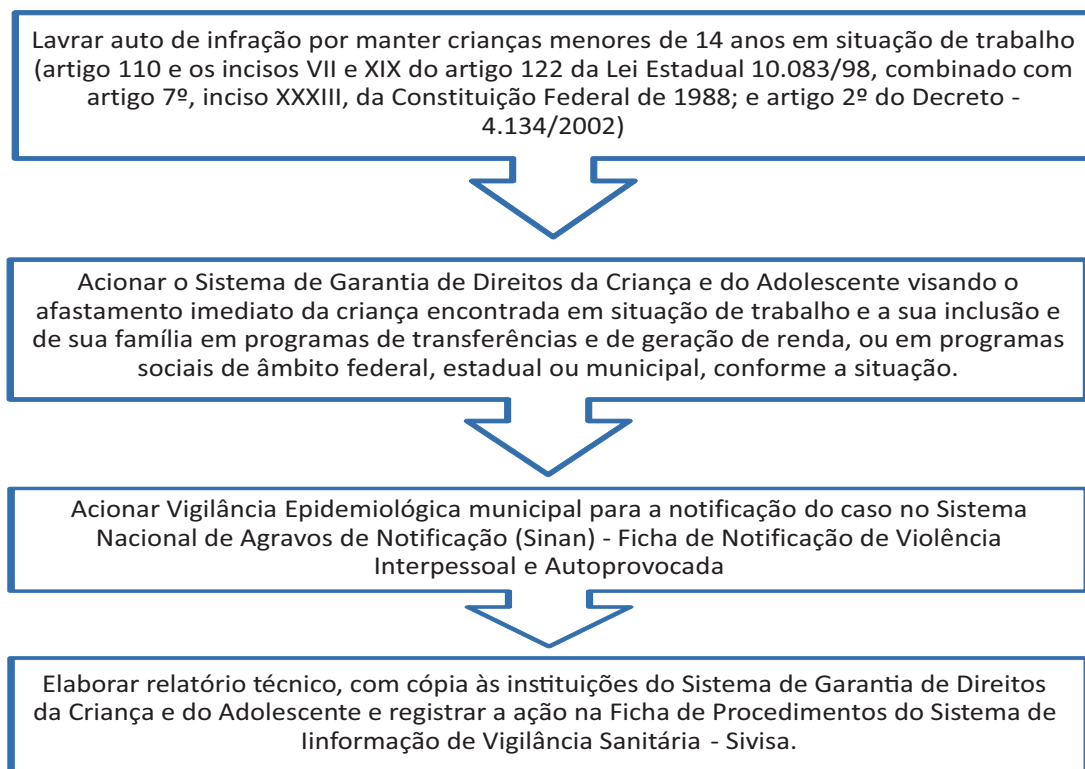 Lavrar auto de infração por manter crianças menores de 14 anos em situação de trabalho
(artigo 110 e os incisos VII e XIX do artigo 122 da Lei Estadual 10.083/98, combinado com
artigo 7º, inciso XXXIII, da Constituição Federal de 1988; e artigo 2º do Decreto -
4.134/2002)
Acionar o Sistema de Garantia de Direitos da Criança e do Adolescente visando o
afastamento imediato da criança encontrada em situação de trabalho e a sua inclusão e
de sua família em programas de transferências e de geração de renda, ou em programas
sociais de âmbito federal, estadual ou municipal, conforme a situação.
Acionar Vigilância Epidemiológica municipal para a notificação do caso no Sistema
Nacional de Agravos de Notificação (Sinan) - Ficha de Notificação de Violência
Interpessoal e Autoprovocada
Elaborar relatório técnico, com cópia às instituições do Sistema de Garantia de Direitos
da Criança e do Adolescente e registrar a ação na Ficha de Procedimentos do Sistema de
Iinformação de Vigilância Sanitária - Sivisa.